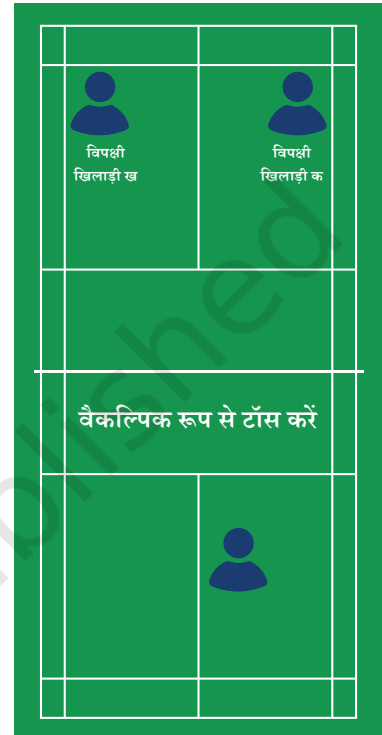 विपक्षी
खिलाड़ी ख
विपक्षी
खिलाड़ी क
वैकल्पिक रूप से टॉस करें